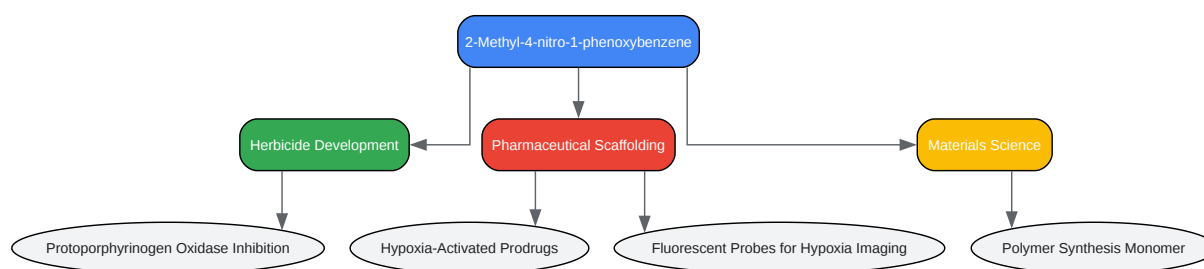 2-Methyl-4-nitro-1-phenoxybenzene
Herbicide Development
Pharmaceutical Scaffolding
Materials Science
Protoporphyrinogen Oxidase Inhibition
Hypoxia-Activated Prodrugs
Fluorescent Probes for Hypoxia Imaging
Polymer Synthesis Monomer